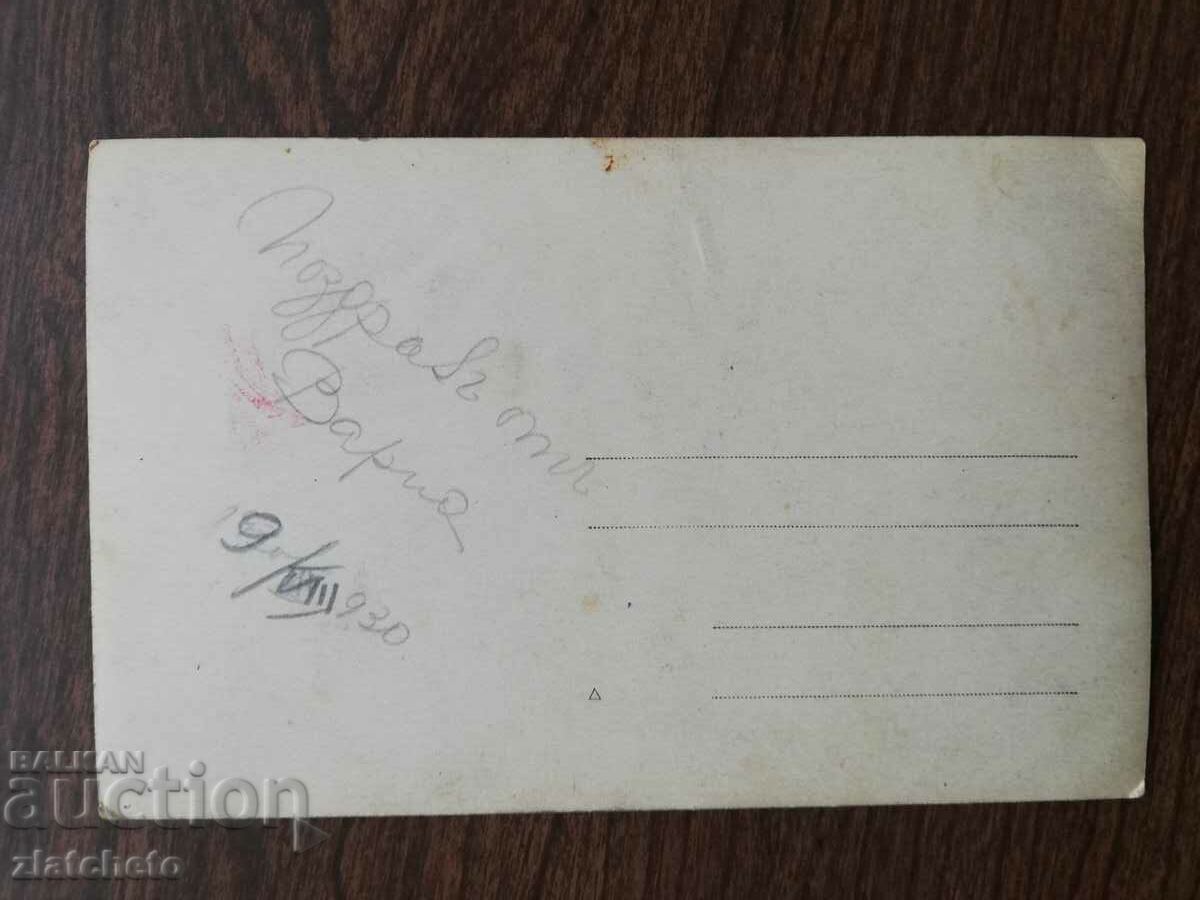 Поздравъ отъ
Варна
9/VIII 930
BALKAN
auction
zlatcheto